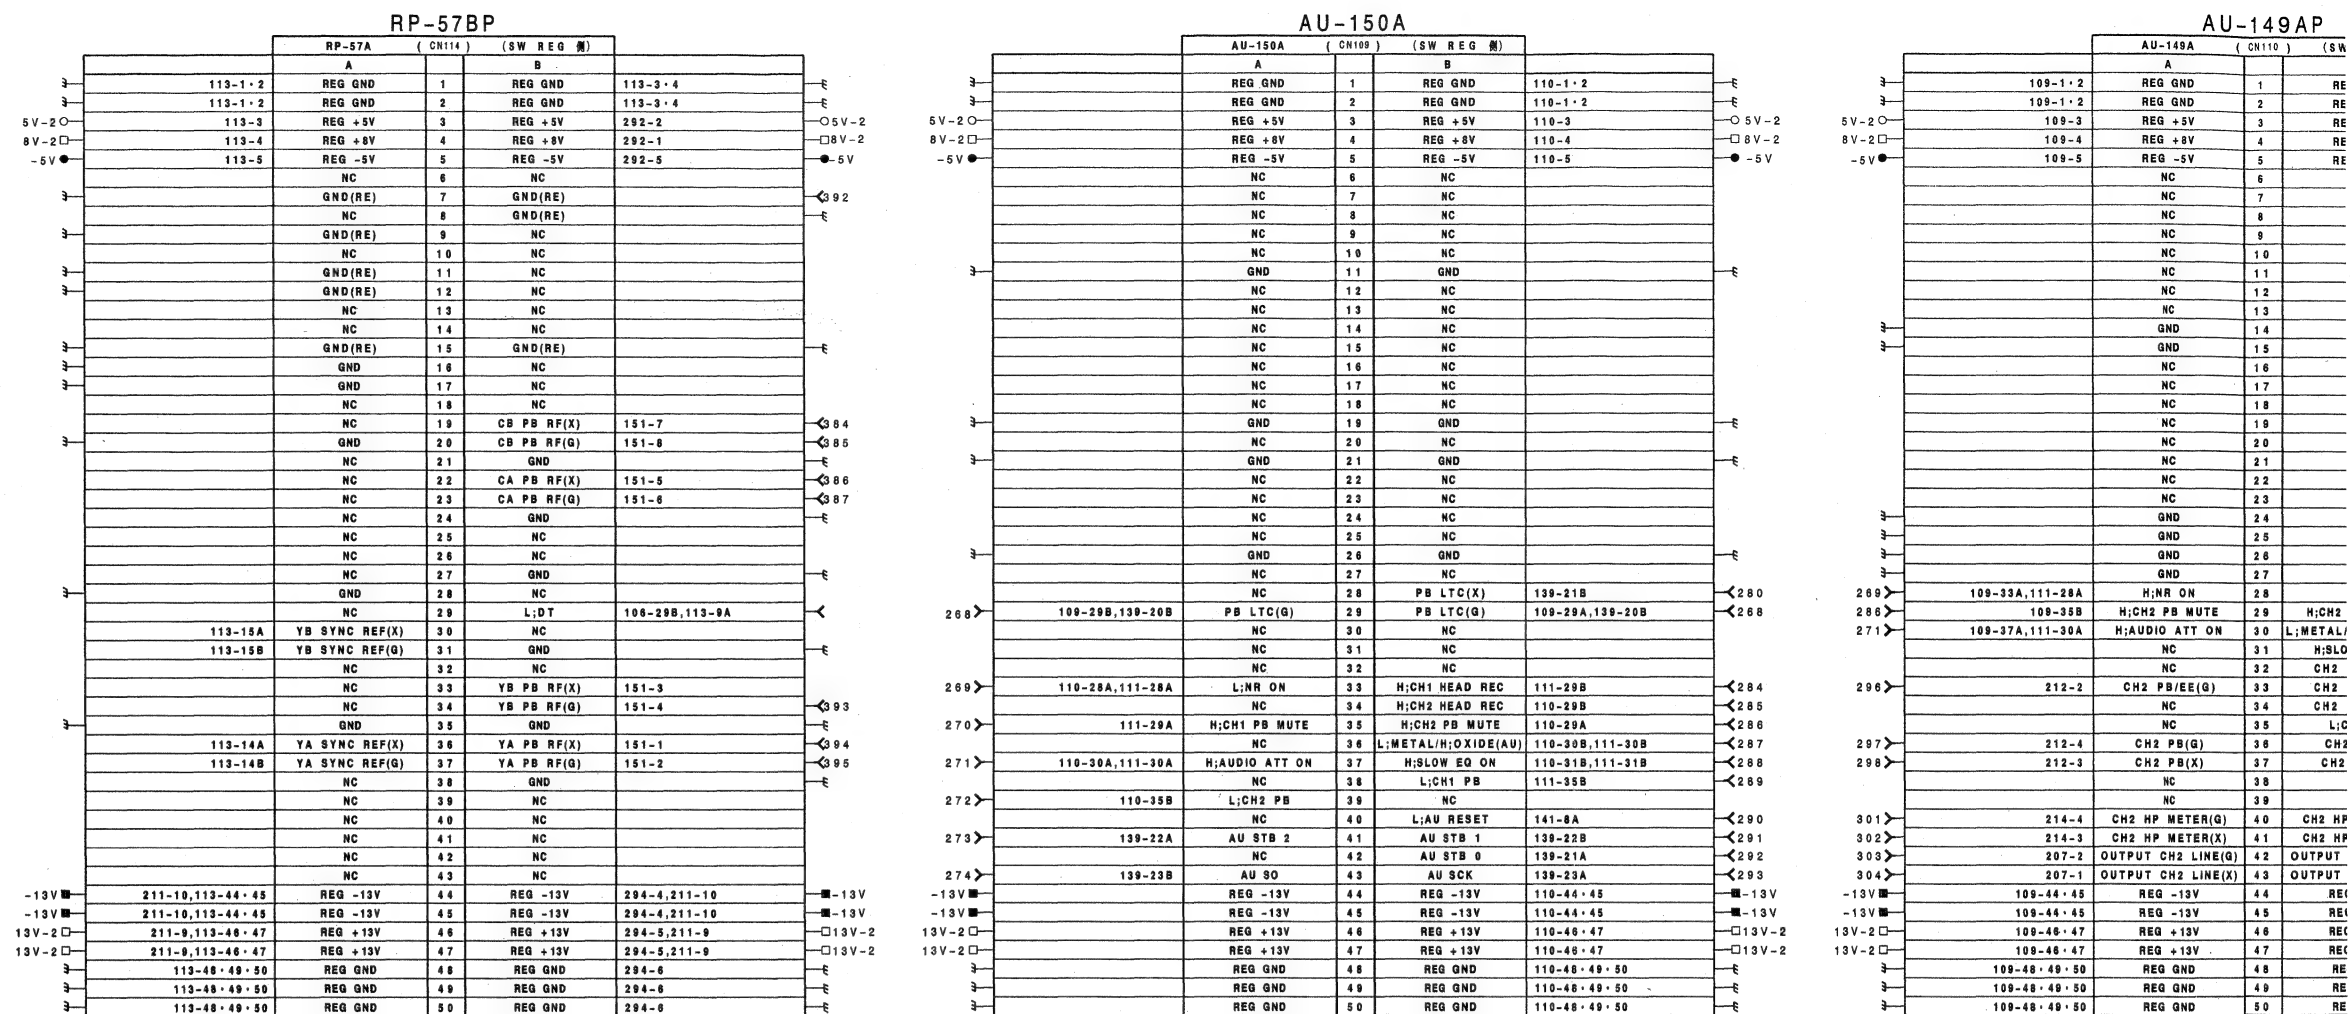 RP-57BP
RP-57A ( CN114 ) (SW REG 側)
A B
113-1・2 REG GND 1 REG GND 113-3・4
113-1・2 REG GND 2 REG GND 113-3・4
5V-2 113-3 REG +5V 3 REG +5V 292-2 5V-2
8V-2 113-4 REG +8V 4 REG +8V 292-1 8V-2
-5V 113-5 REG -5V 5 REG -5V 292-5 -5V
NC 6 NC
GND(RE) 7 GND(RE) 392
NC 8 GND(RE)
GND(RE) 9 NC
NC 10 NC
GND(RE) 11 NC
GND(RE) 12 NC
NC 13 NC
NC 14 NC
GND(RE) 15 GND(RE)
GND 16 NC
GND 17 NC
NC 18 NC
NC 19 CB PB RF(X) 151-7 384
GND 20 CB PB RF(G) 151-8 385
NC 21 GND
NC 22 CA PB RF(X) 151-5 386
NC 23 CA PB RF(G) 151-6 387
NC 24 GND
NC 25 NC
NC 26 NC
NC 27 GND
GND 28 NC
NC 29 L;DT 106-29B,113-9A
113-15A YB SYNC REF(X) 30 NC
113-15B YB SYNC REF(G) 31 GND
NC 32 NC
NC 33 YB PB RF(X) 151-3
NC 34 YB PB RF(G) 151-4 393
GND 35 GND
113-14A YA SYNC REF(X) 36 YA PB RF(X) 151-1 394
113-14B YA SYNC REF(G) 37 YA PB RF(G) 151-2 395
NC 38 GND
NC 39 NC
NC 40 NC
NC 41 NC
NC 42 NC
NC 43 NC
-13V 211-10,113-44・45 REG -13V 44 REG -13V 294-4,211-10 -13V
-13V 211-10,113-44・45 REG -13V 45 REG -13V 294-4,211-10 -13V
13V-2 211-9,113-46・47 REG +13V 46 REG +13V 294-5,211-9 13V-2
13V-2 211-9,113-46・47 REG +13V 47 REG +13V 294-5,211-9 13V-2
113-48・49・50 REG GND 48 REG GND 294-6
113-48・49・50 REG GND 49 REG GND 294-6
113-48・49・50 REG GND 50 REG GND 294-6
AU-150A
AU-150A ( CN109 ) (SW REG 側)
A B
REG GND 1 REG GND 110-1・2
REG GND 2 REG GND 110-1・2
5V-2 REG +5V 3 REG +5V 110-3 5V-2
8V-2 REG +8V 4 REG +8V 110-4 8V-2
-5V REG -5V 5 REG -5V 110-5 -5V
NC 6 NC
NC 7 NC
NC 8 NC
NC 9 NC
NC 10 NC
GND 11 GND
NC 12 NC
NC 13 NC
NC 14 NC
NC 15 NC
NC 16 NC
NC 17 NC
NC 18 NC
GND 19 GND
NC 20 NC
GND 21 GND
NC 22 NC
NC 23 NC
NC 24 NC
NC 25 NC
GND 26 GND
NC 27 NC
NC 28 PB LTC(X) 139-21B 280
268 109-29B,139-20B PB LTC(G) 29 PB LTC(G) 109-29A,139-20B 268
NC 30 NC
NC 31 NC
NC 32 NC
269 110-28A,111-28A L;NR ON 33 H;CH1 HEAD REC 111-29B 284
NC 34 H;CH2 HEAD REC 110-29B 285
270 111-29A H;CH1 PB MUTE 35 H;CH2 PB MUTE 110-29A 286
NC 36 L;METAL/H;OXIDE(AU) 110-30B,111-30B 287
271 110-30A,111-30A H;AUDIO ATT ON 37 H;SLOW EQ ON 110-31B,111-31B 288
NC 38 L;CH1 PB 111-35B 289
272 110-35B L;CH2 PB 39 NC
NC 40 L;AU RESET 141-8A 290
273 139-22A AU STB 2 41 AU STB 1 139-22B 291
NC 42 AU STB 0 139-21A 292
274 139-23B AU SO 43 AU SCK 139-23A 293
-13V REG -13V 44 REG -13V 110-44・45 -13V
-13V REG -13V 45 REG -13V 110-44・45 -13V
13V-2 REG +13V 46 REG +13V 110-46・47 13V-2
13V-2 REG +13V 47 REG +13V 110-46・47 13V-2
REG GND 48 REG GND 110-48・49・50
REG GND 49 REG GND 110-48・49・50
REG GND 50 REG GND 110-48・49・50
AU-149AP
AU-149A ( CN110 ) (SW
A
109-1・2 REG GND 1 RE
109-1・2 REG GND 2 RE
5V-2 109-3 REG +5V 3 RE
8V-2 109-4 REG +8V 4 RE
-5V 109-5 REG -5V 5 RE
NC 6
NC 7
NC 8
NC 9
NC 10
NC 11
NC 12
NC 13
GND 14
GND 15
NC 16
NC 17
NC 18
NC 19
NC 20
NC 21
NC 22
NC 23
GND 24
GND 25
GND 26
GND 27
269 109-33A,111-28A H;NR ON 28
286 109-35B H;CH2 PB MUTE 29 H;CH2
271 109-37A,111-30A H;AUDIO ATT ON 30 L;METAL/
NC 31 H;SLO
NC 32 CH2
296 212-2 CH2 PB/EE(G) 33 CH2
NC 34 CH2
NC 35 L;C
297 212-4 CH2 PB(G) 36 CH2
298 212-3 CH2 PB(X) 37 CH2
NC 38
NC 39
301 214-4 CH2 HP METER(G) 40 CH2 HP
302 214-3 CH2 HP METER(X) 41 CH2 HP
303 207-2 OUTPUT CH2 LINE(G) 42 OUTPUT
304 207-1 OUTPUT CH2 LINE(X) 43 OUTPUT
-13V 109-44・45 REG -13V 44 REG
-13V 109-44・45 REG -13V 45 REG
13V-2 109-46・47 REG +13V 46 REG
13V-2 109-46・47 REG +13V 47 REG
109-48・49・50 REG GND 48 RE
109-48・49・50 REG GND 49 RE
109-48・49・50 REG GND 50 RE